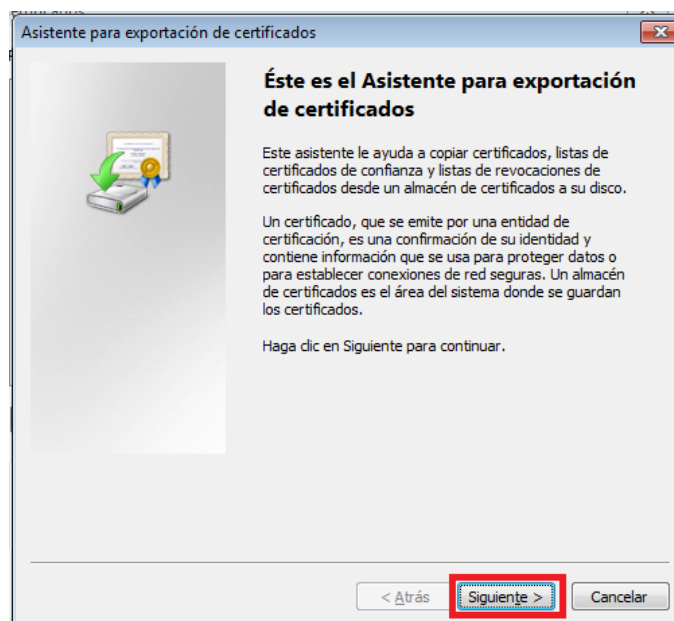 Asistente para exportación de certificados
Éste es el Asistente para exportación
de certificados
Este asistente le ayuda a copiar certificados, listas de
certificados de confianza y listas de revocaciones de
certificados desde un almacén de certificados a su disco.
Un certificado, que se emite por una entidad de
certificación, es una confirmación de su identidad y
contiene información que se usa para proteger datos o
para establecer conexiones de red seguras. Un almacén
de certificados es el área del sistema donde se guardan
los certificados.
Haga clic en Siguiente para continuar.
< Atrás
Siguiente >
Cancelar